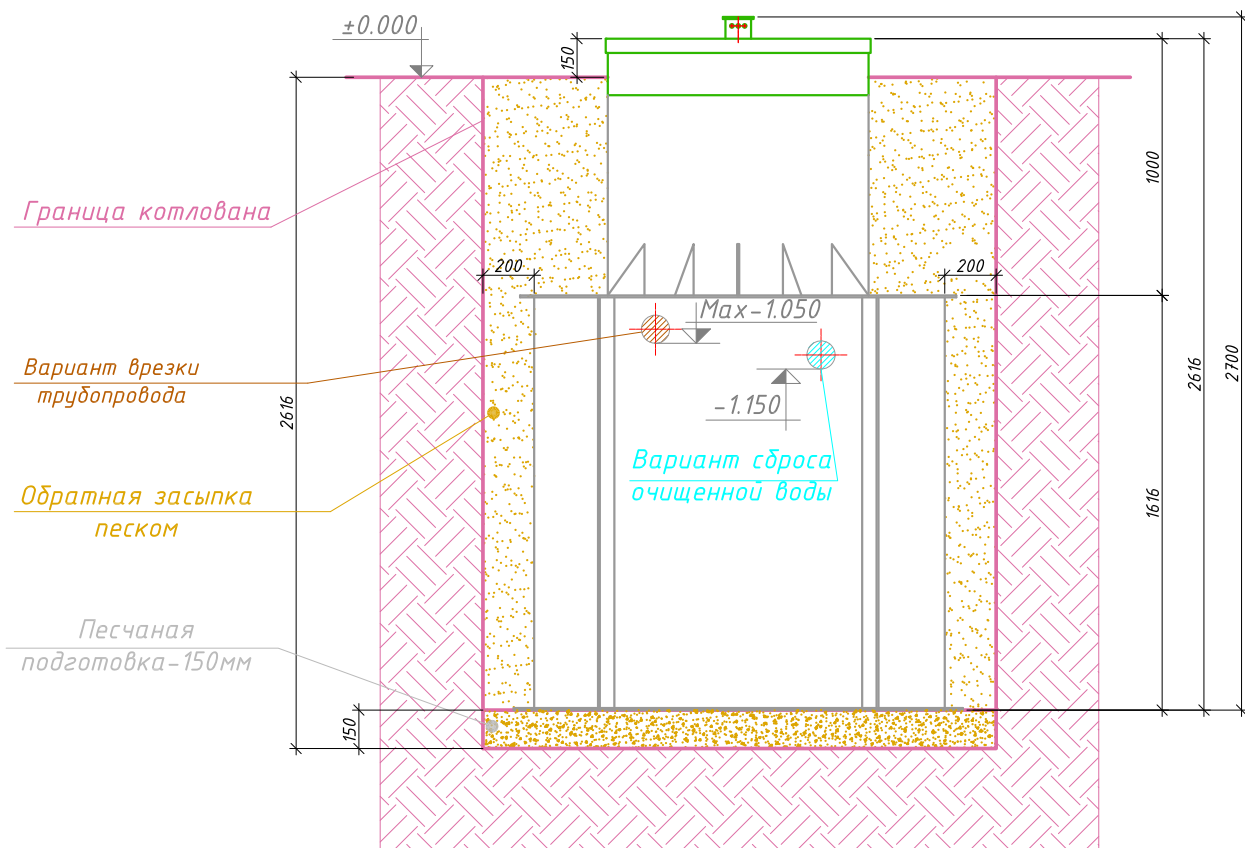 ±0.000
150
Граница котлована
1000
200
200
Max-1.050
Вариант врезки
трубопровода
2616
2616
2700
-1.150
Вариант сброса
очищенной воды
Обратная засыпка
песком
1616
Песчаная
подготовка-150мм
150